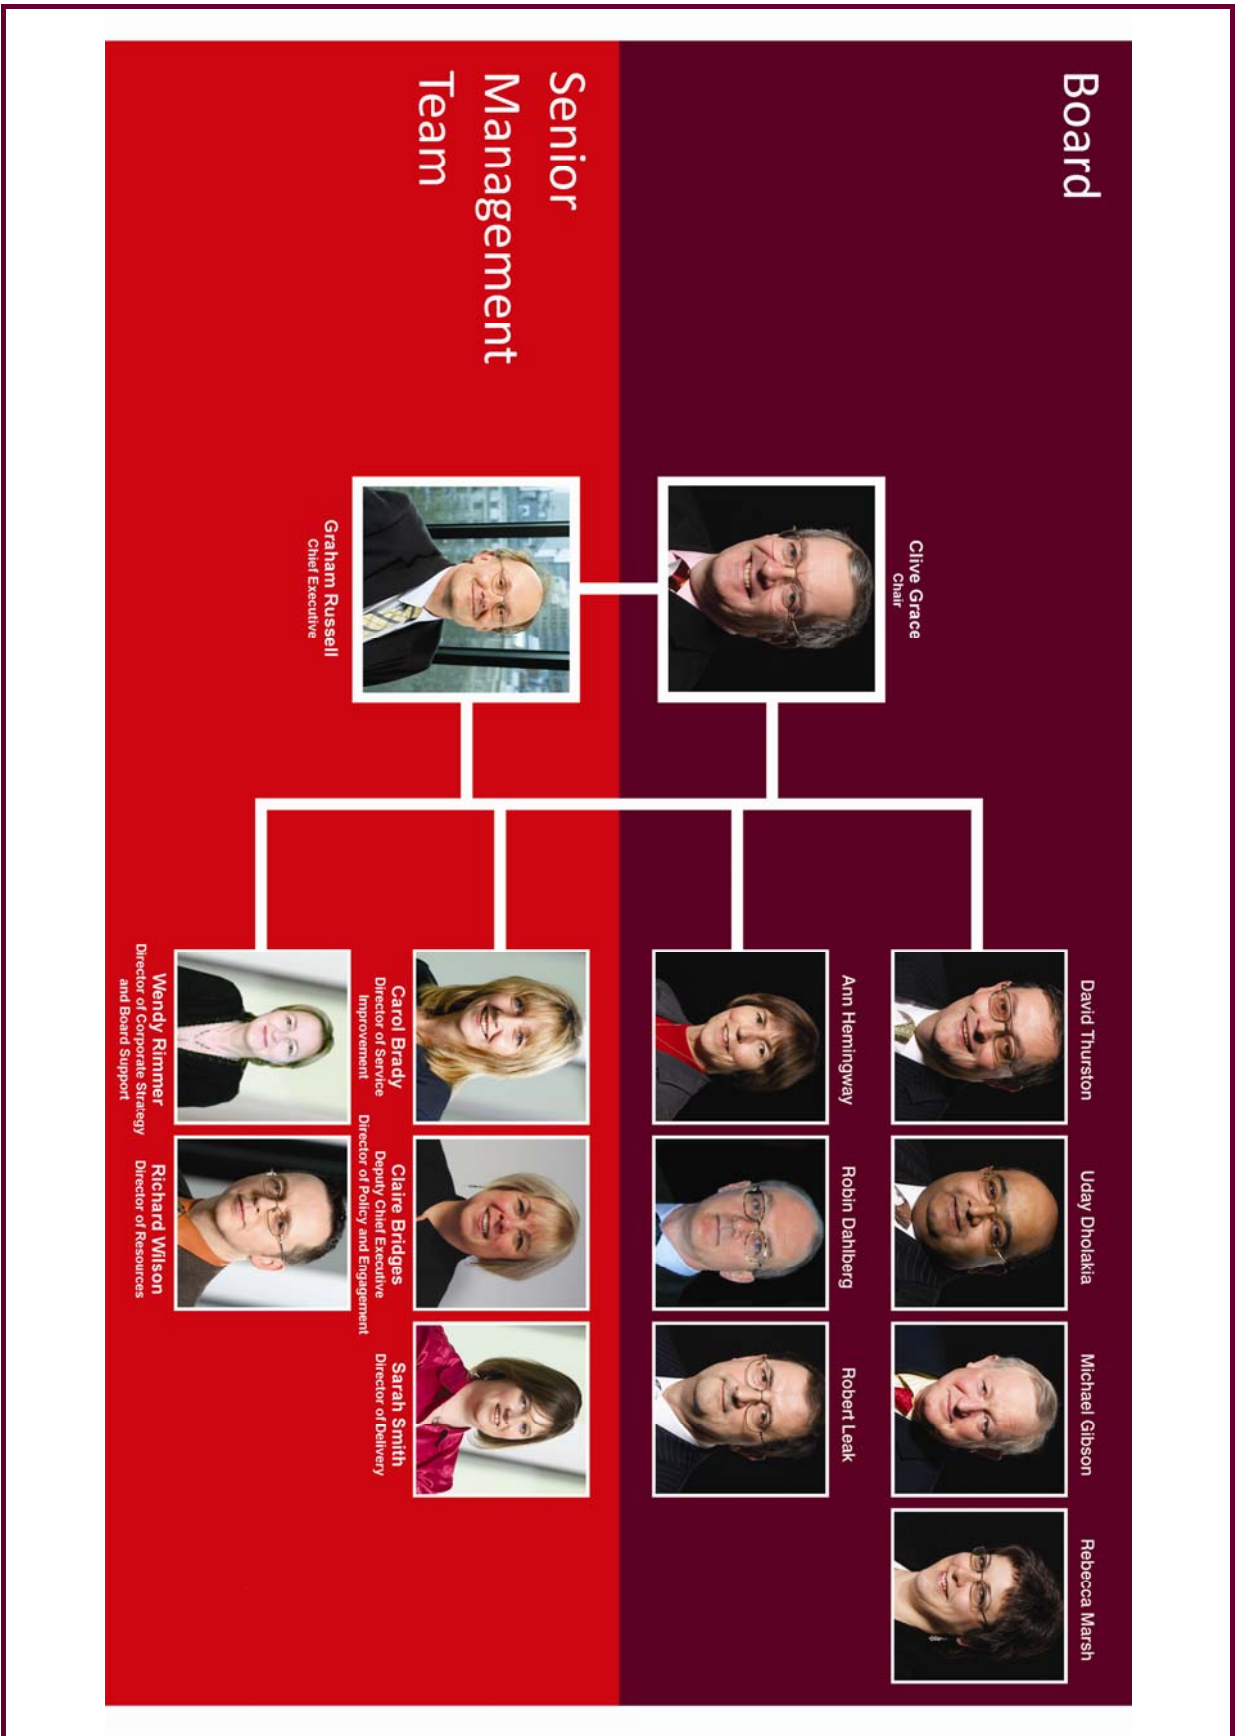 Board
Clive Grace
Chair
David Thurston
Uday Dholakia
Michael Gibson
Rebecca Marsh
Ann Hemingway
Robin Dahlberg
Robert Leak
Senior
Management
Team
Graham Russell
Chief Executive
Carol Brady
Director of Service
Improvement
Claire Bridges
Deputy Chief Executive
Director of Policy and Engagement
Sarah Smith
Director of Delivery
Wendy Rimmer
Director of Corporate Strategy
and Board Support
Richard Wilson
Director of Resources